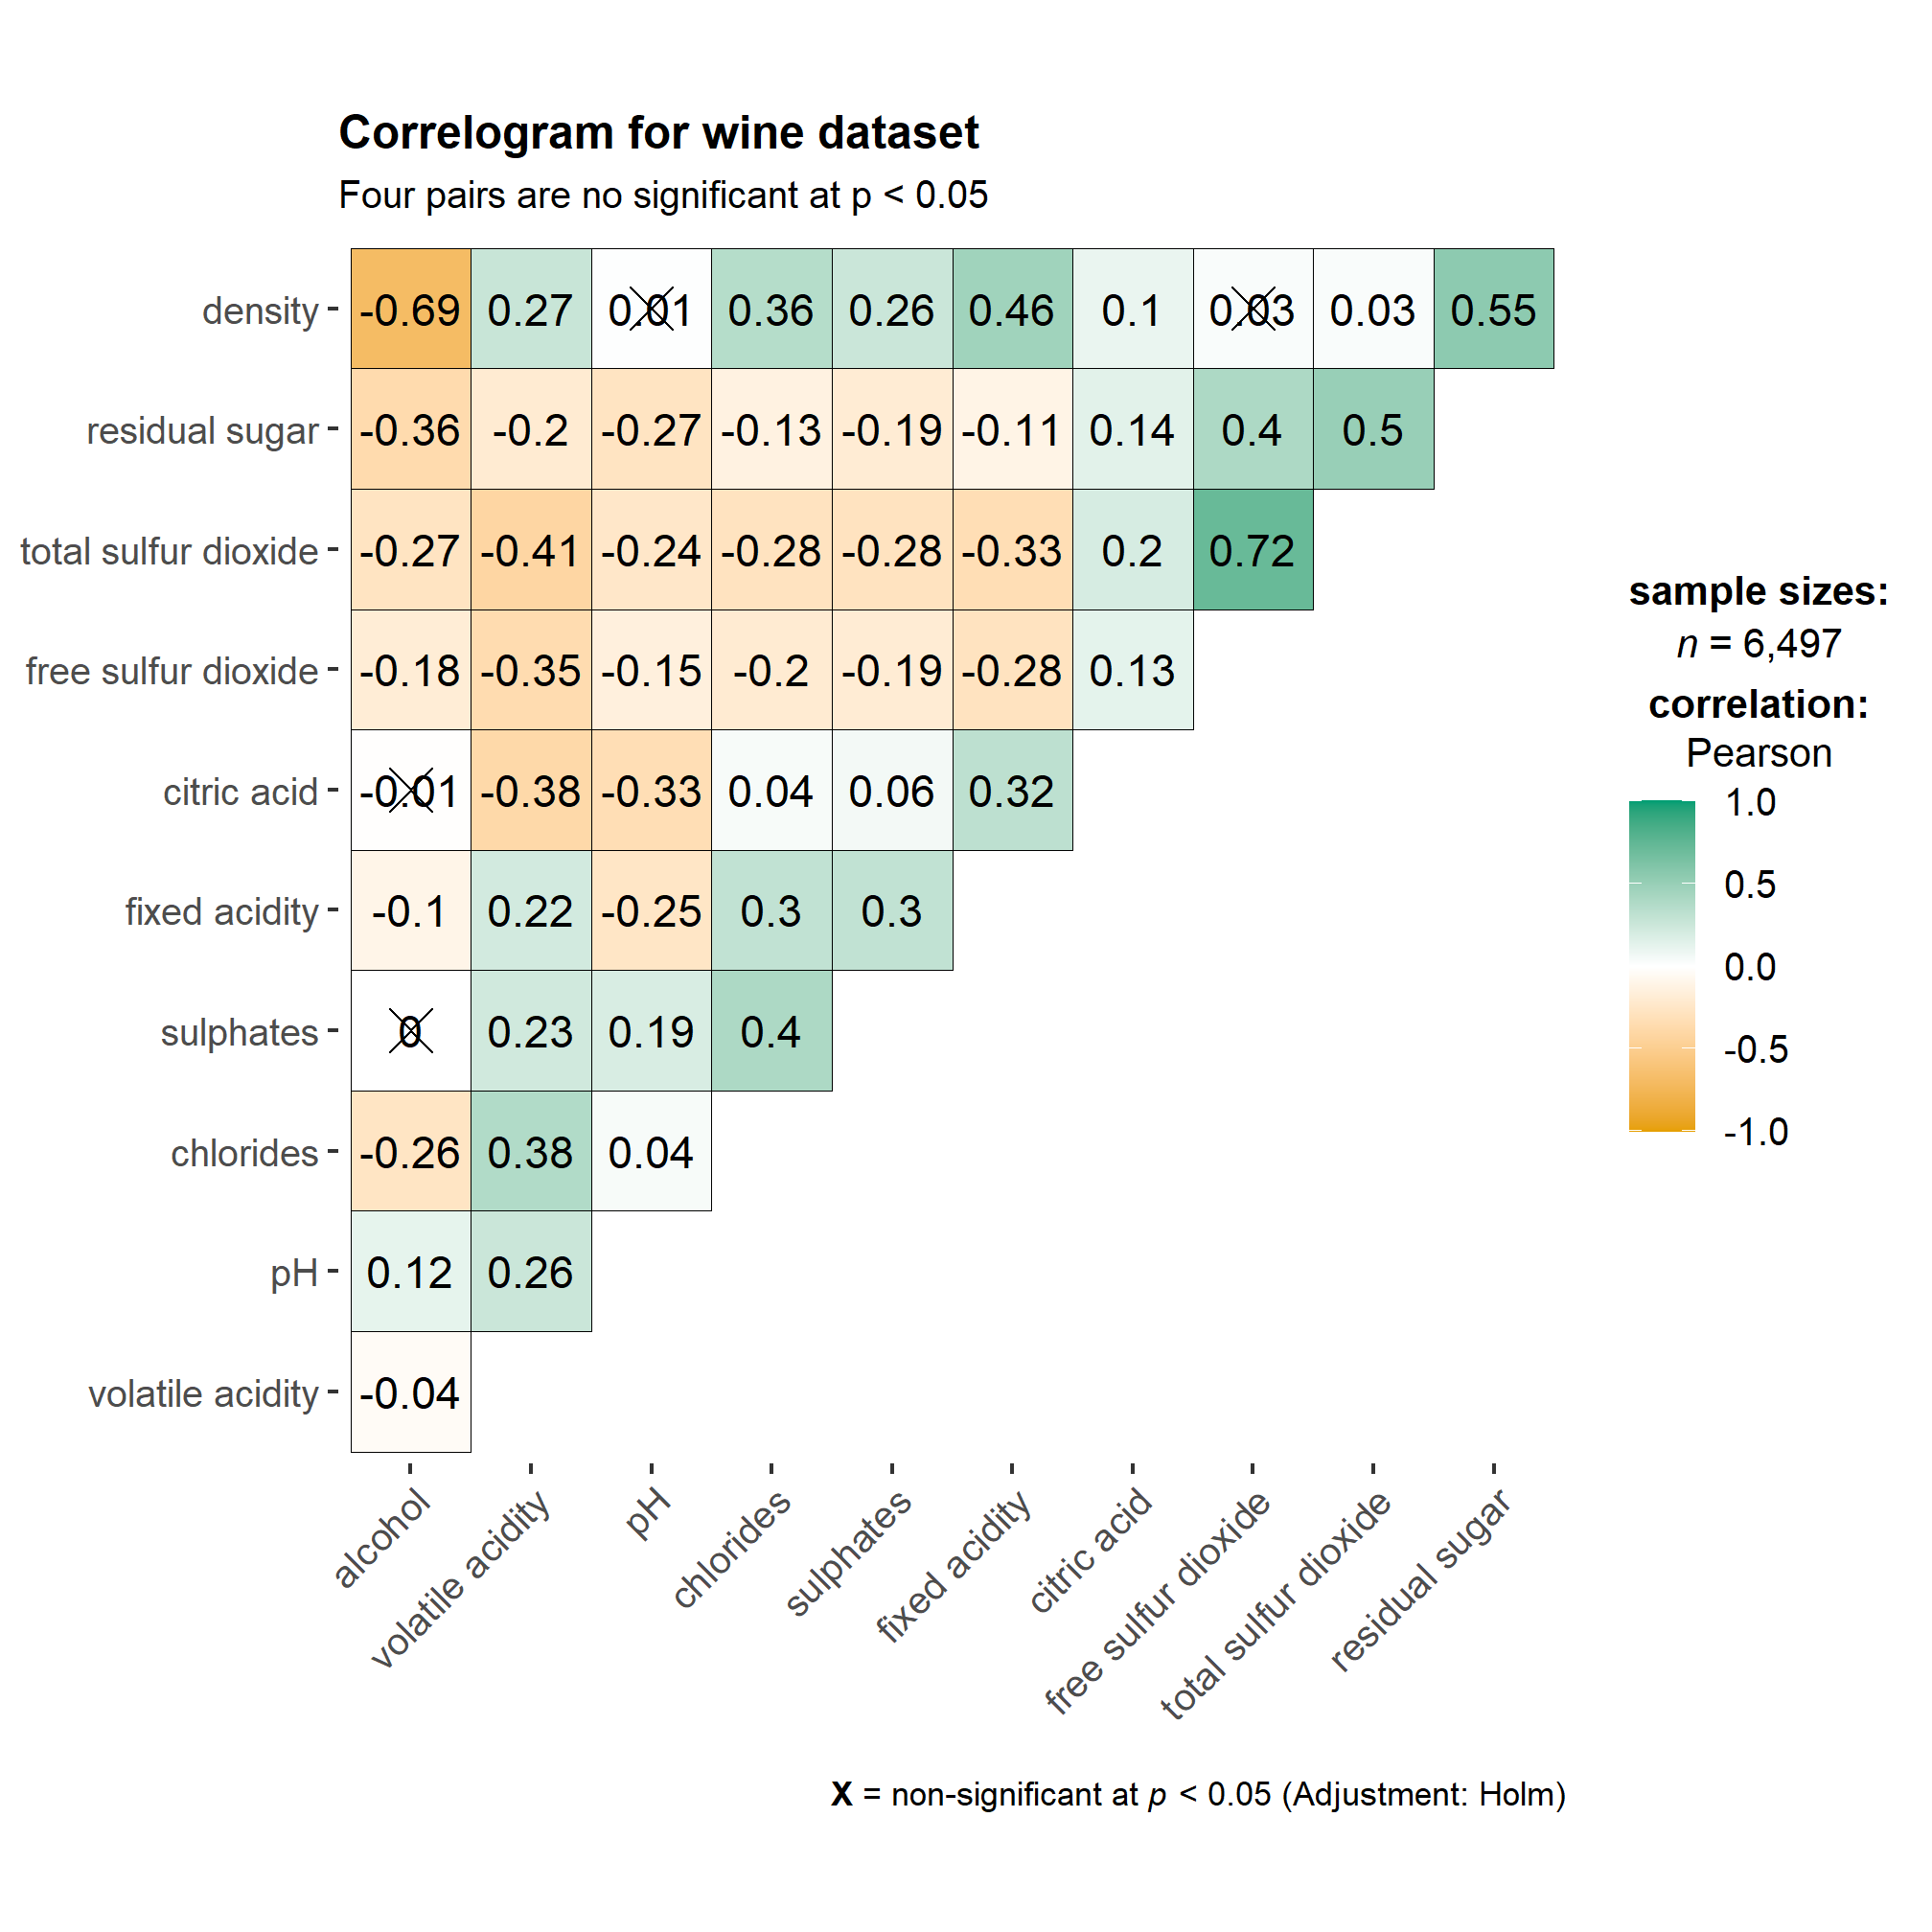 Correlogram for wine dataset
Four pairs are no significant at p < 0.05
density -0.69 0.27 0.01 0.36 0.26 0.46 0.1 0.03 0.03 0.55
residual sugar -0.36 -0.2 -0.27 -0.13 -0.19 -0.11 0.14 0.4 0.5
total sulfur dioxide -0.27 -0.41 -0.24 -0.28 -0.28 -0.33 0.2 0.72
free sulfur dioxide -0.18 -0.35 -0.15 -0.2 -0.19 -0.28 0.13
citric acid -0.01 -0.38 -0.33 0.04 0.06 0.32
fixed acidity -0.1 0.22 -0.25 0.3 0.3
sulphates 0 0.23 0.19 0.4
chlorides -0.26 0.38 0.04
pH 0.12 0.26
volatile acidity -0.04
alcohol
volatile acidity
pH
chlorides
sulphates
fixed acidity
citric acid
free sulfur dioxide
total sulfur dioxide
residual sugar
sample sizes:
n = 6,497
correlation:
Pearson
1.0
0.5
0.0
-0.5
-1.0
X = non-significant at p < 0.05 (Adjustment: Holm)